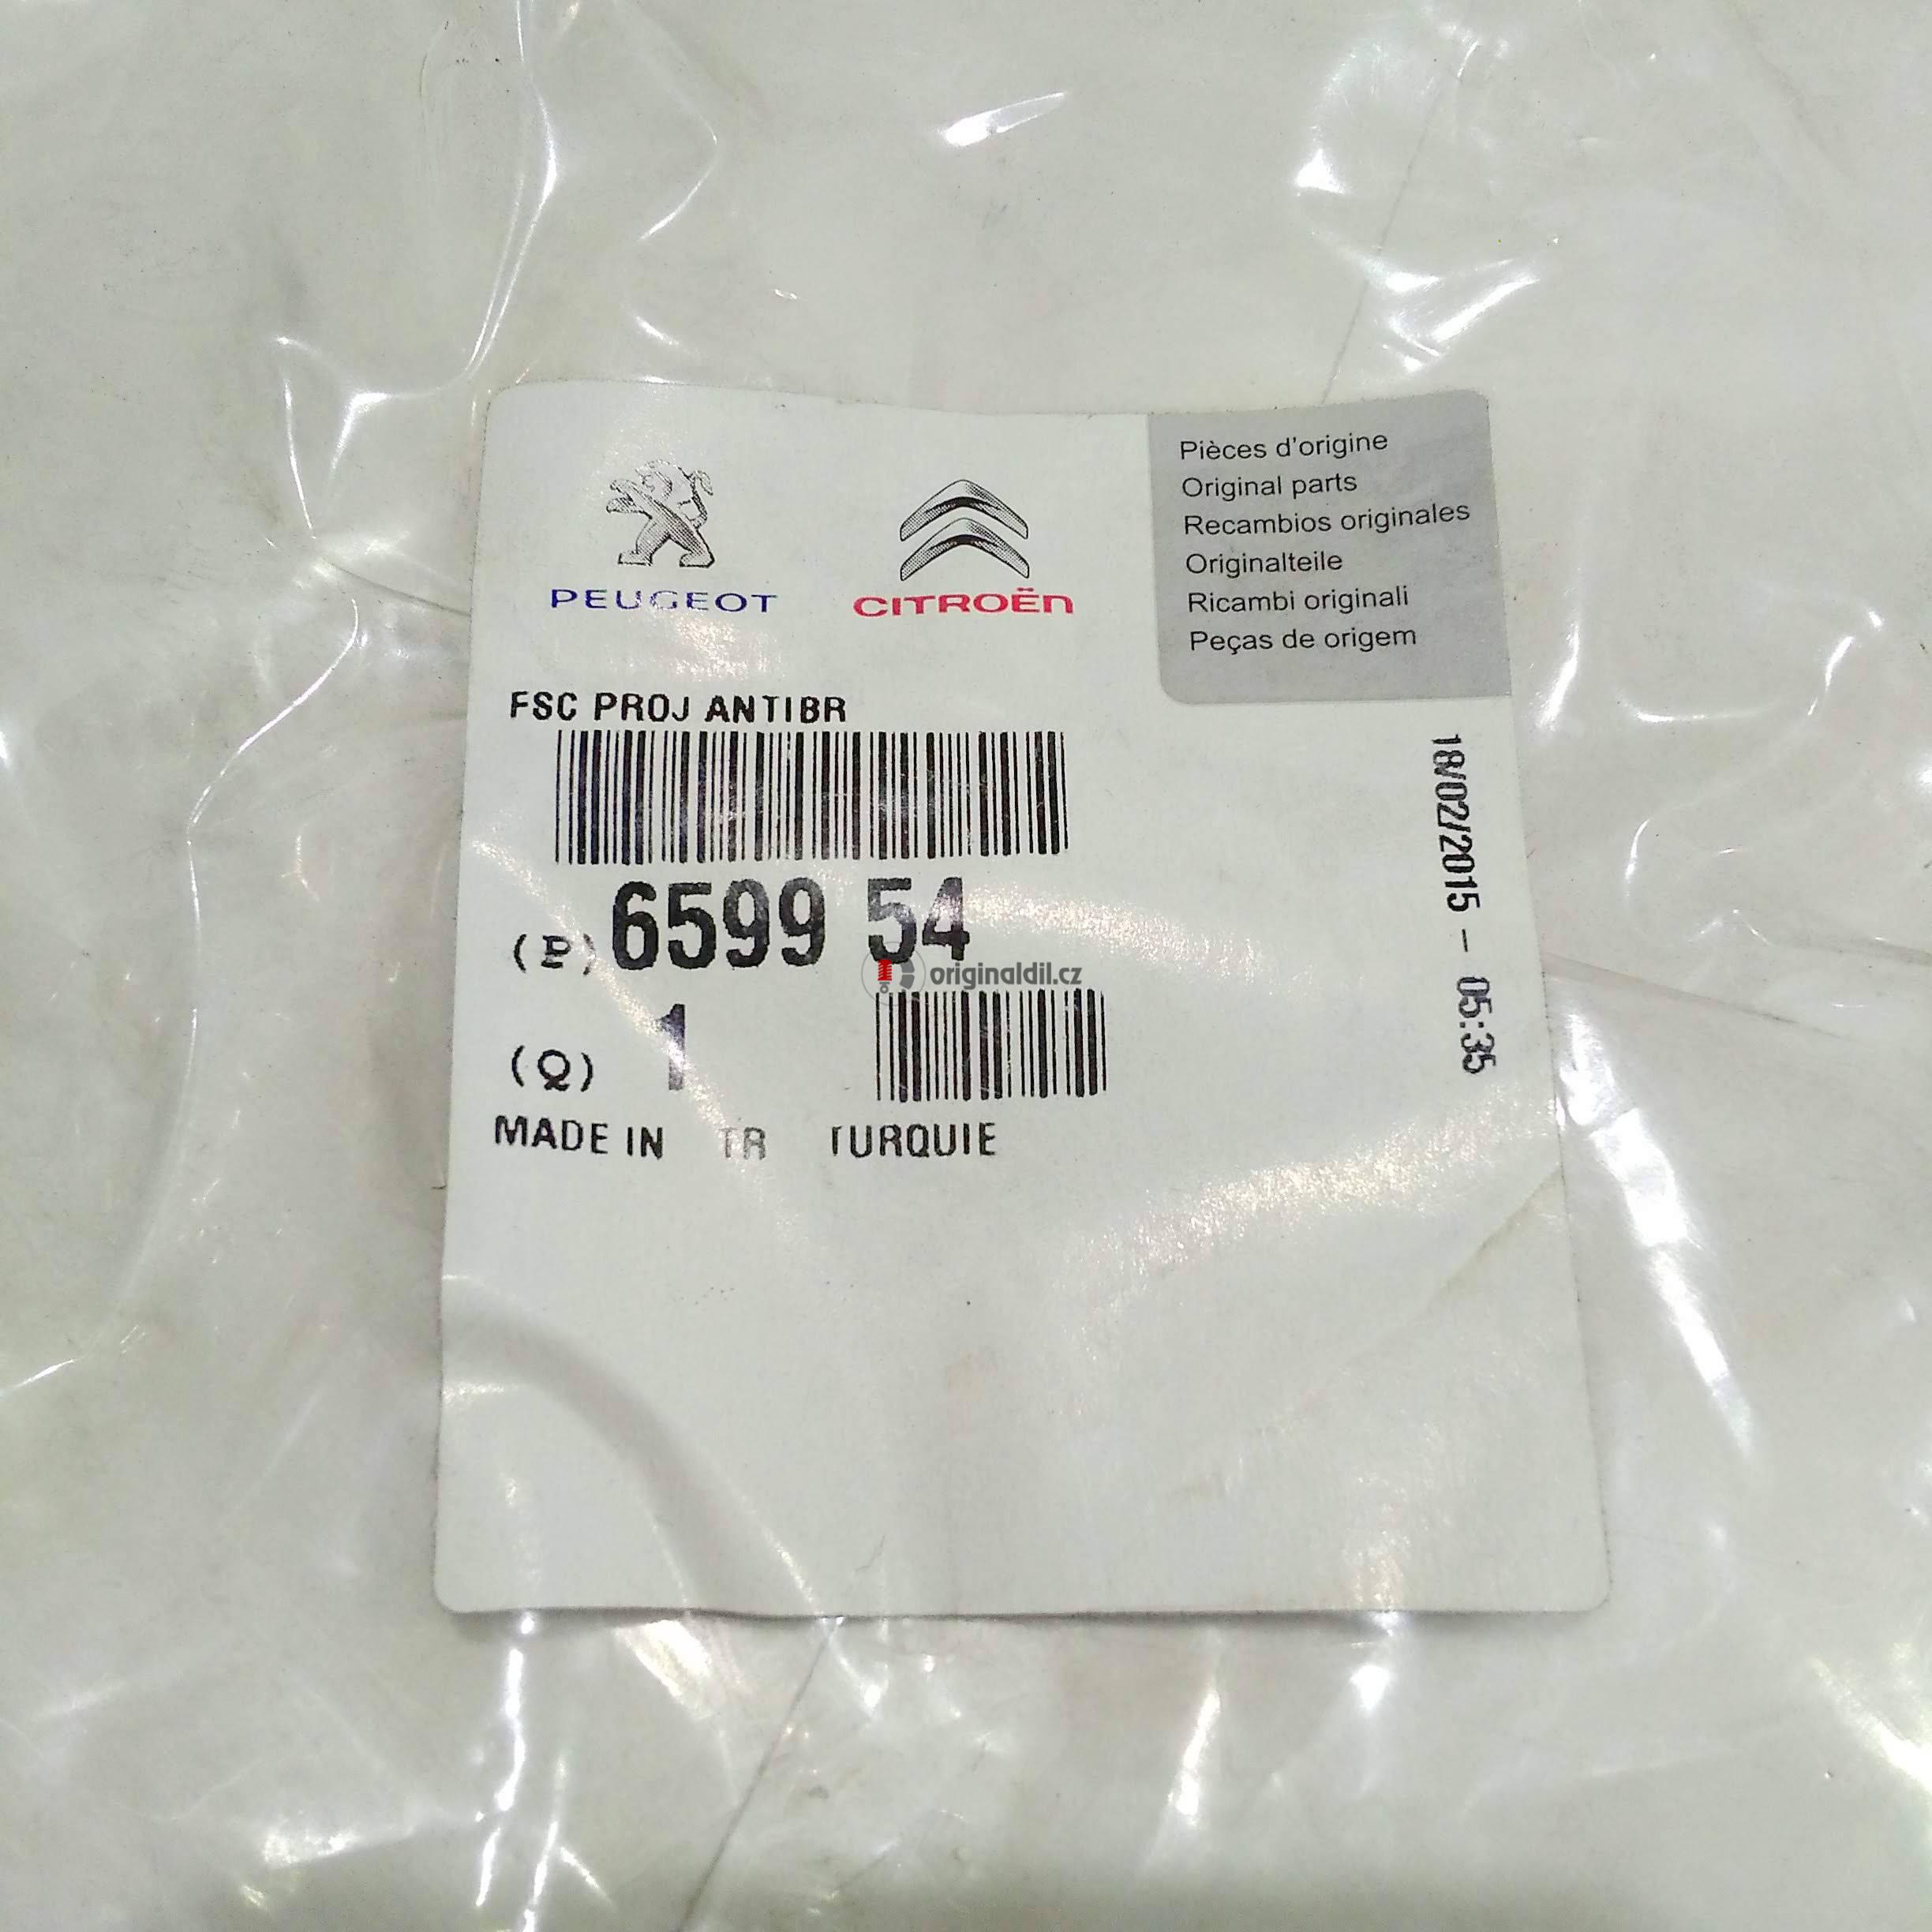 PEUGEOT
CITROËN
Pièces d'origine
Original parts
Recambios originales
Originalteile
Ricambi originali
Peças de origem
FSC PROJ ANTIBR
(P) 6599 54
originaldil.cz
(Q) 1
MADE IN TR TURQUIE
18/02/2015 - 05:35